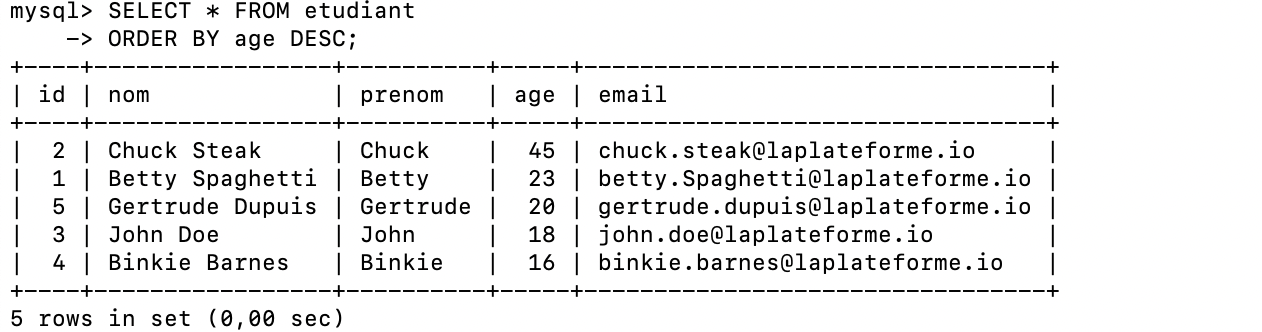 mysql> SELECT * FROM etudiant
    -> ORDER BY age DESC;
+----+-----------------+-----------+-----+---------------------------------+
| id | nom             | prenom   | age | email                           |
+----+-----------------+-----------+-----+---------------------------------+
|  2 | Chuck Steak     | Chuck    |  45 | chuck.steak@laplateforme.io     |
|  1 | Betty Spaghetti | Betty    |  23 | betty.Spaghetti@laplateforme.io |
|  5 | Gertrude Dupuis | Gertrude |  20 | gertrude.dupuis@laplateforme.io |
|  3 | John Doe        | John     |  18 | john.doe@laplateforme.io        |
|  4 | Binkie Barnes   | Binkie   |  16 | binkie.barnes@laplateforme.io   |
+----+-----------------+-----------+-----+---------------------------------+
5 rows in set (0,00 sec)